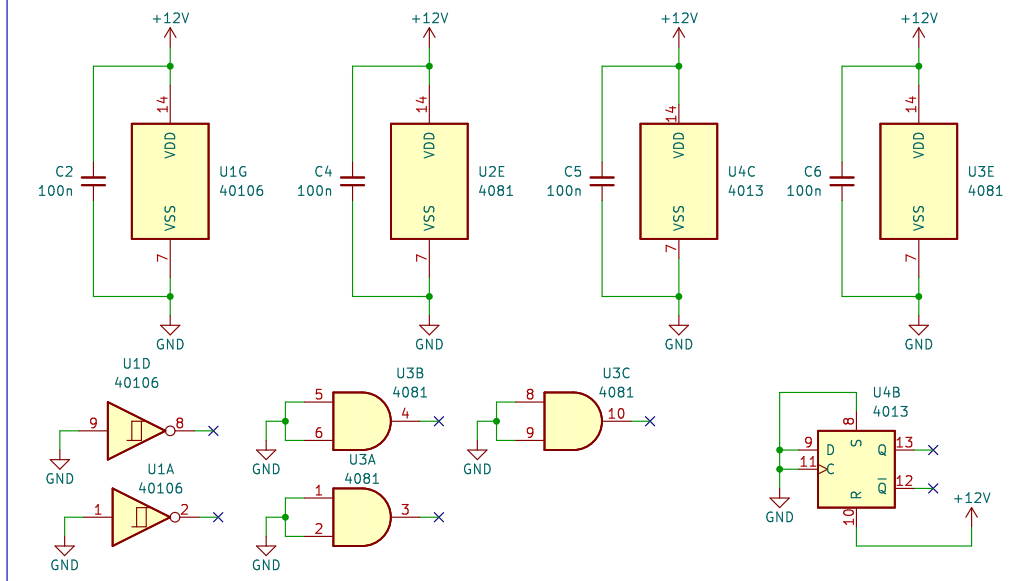 +12V
+12V
+12V
+12V
14
14
14
14
VDD
VDD
VDD
VDD
C2
100n
U1G
40106
C4
100n
U2E
4081
C5
100n
U4C
4013
C6
100n
U3E
4081
VSS
VSS
VSS
VSS
7
7
7
7
GND
GND
GND
GND
U1D
40106
9
8
GND
U3B
4081
5
6
4
GND
U3C
4081
8
9
10
GND
U4B
4013
8
S
9
D
Q
13
11
C
Q
12
R
10
GND
+12V
U1A
40106
1
2
GND
U3A
4081
1
2
3
GND